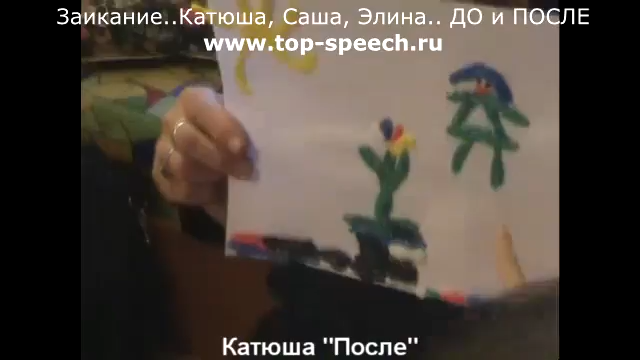 Заикание..Катюша, Саша, Элина.. ДО и ПОСЛЕ
www.top-speech.ru
Катюша "После"